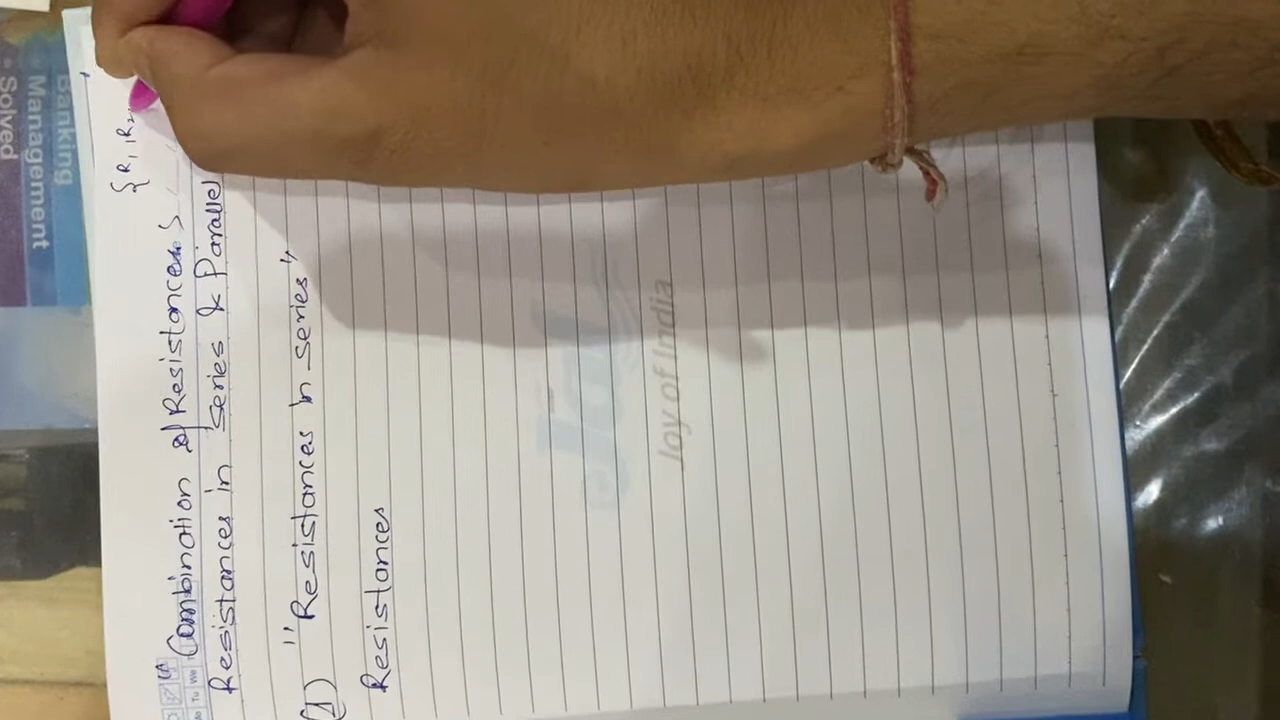 {R1, R2,
Combination of Resistances >
Resistances in Series & Parallel
(1) "Resistances in series"
Resistances
Joy of India
Banking
Management
Solved